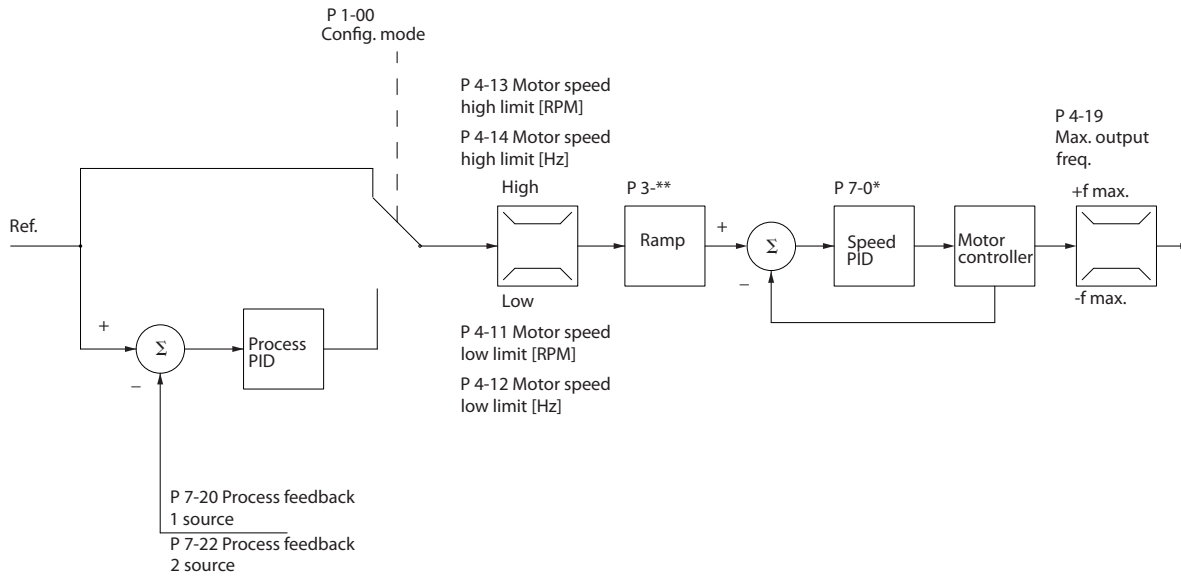 P 1-00
Config. mode
P 4-13 Motor speed
high limit [RPM]
P 4-14 Motor speed
high limit [Hz]
P 4-19
Max. output
freq.
High
P 3-**
P 7-0*
+f max.
Ref.
Ramp
+
Σ
Speed
PID
Motor
controller
−
Low
-f max.
+
Σ
Process
PID
−
P 4-11 Motor speed
low limit [RPM]
P 4-12 Motor speed
low limit [Hz]
P 7-20 Process feedback
1 source
P 7-22 Process feedback
2 source